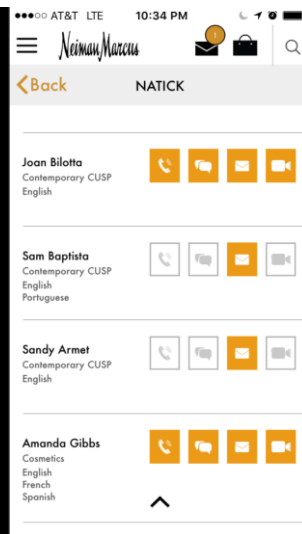 AT&T LTE 10:34 PM
Neiman Marcus
1
Back NATICK
Joan Bilotta
Contemporary CUSP
English
Sam Baptista
Contemporary CUSP
English
Portuguese
Sandy Armet
Contemporary CUSP
English
Amanda Gibbs
Cosmetics
English
French
Spanish